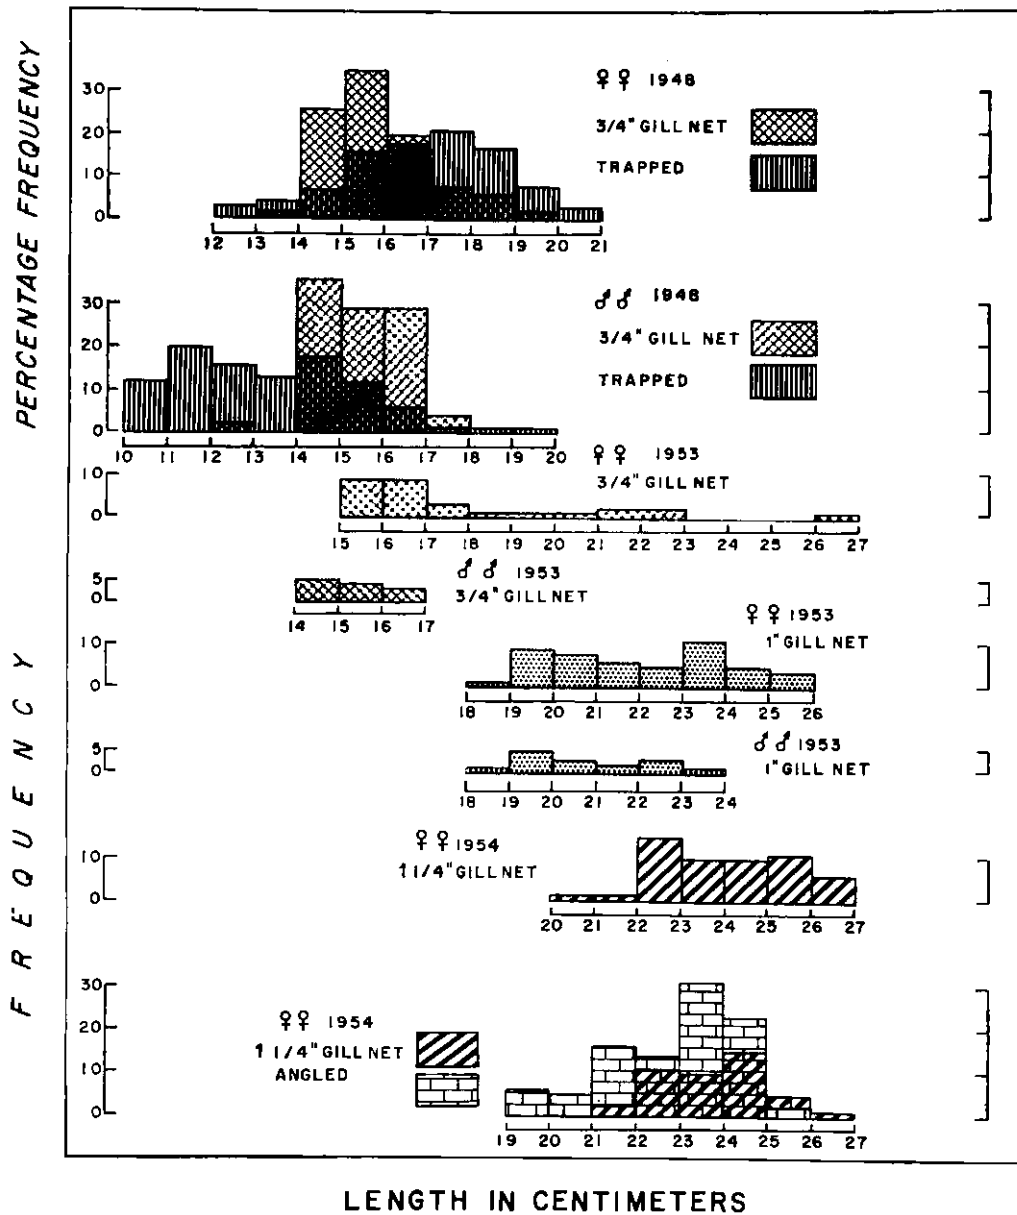 PERCENTAGE FREQUENCY
FREQUENCY
♀♀ 1948
3/4" GILL NET
TRAPPED
30
20
10
0
12 13 14 15 16 17 18 19 20 21
♂♂ 1948
3/4" GILL NET
TRAPPED
30
20
10
0
10 11 12 13 14 15 16 17 18 19 20
♀♀ 1953
3/4" GILL NET
10
0
15 16 17 18 19 20 21 22 23 24 25 26 27
♂♂ 1953
3/4" GILL NET
5
0
14 15 16 17
♀♀ 1953
1" GILL NET
10
0
18 19 20 21 22 23 24 25 26
♂♂ 1953
1" GILL NET
5
0
18 19 20 21 22 23 24
♀♀ 1954
1 1/4" GILL NET
10
0
20 21 22 23 24 25 26 27
♀♀ 1954
1 1/4" GILL NET
ANGLED
30
20
10
0
19 20 21 22 23 24 25 26 27
LENGTH IN CENTIMETERS